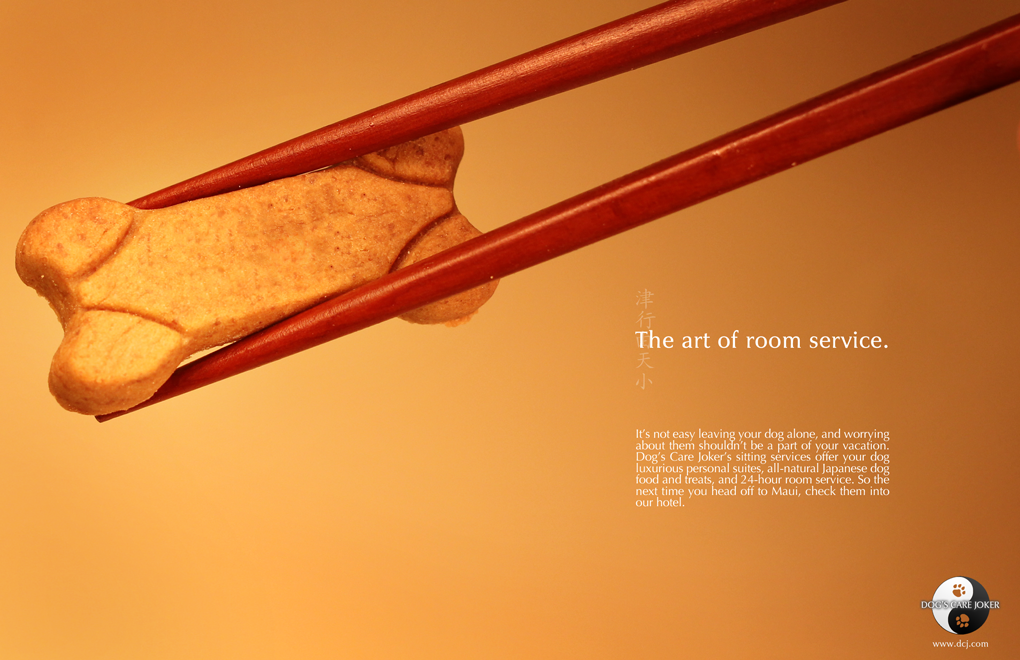 津
行
天
小
The art of room service.
It's not easy leaving your dog alone, and worrying
about them shouldn't be a part of your vacation.
Dog's Care Joker's sitting services offer your dog
luxurious personal suites, all-natural Japanese dog
food and treats, and 24-hour room service. So the
next time you head off to Maui, check them into
our hotel.
DOG'S CARE JOKER
www.dcj.com